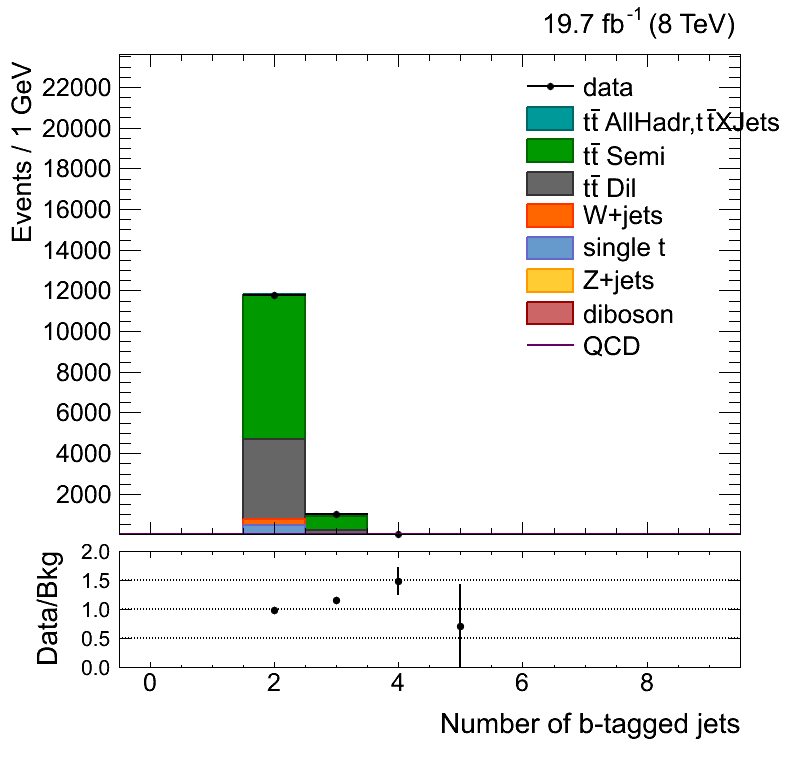 19.7 fb⁻¹ (8 TeV)
Events / 1 GeV
22000
20000
18000
16000
14000
12000
10000
8000
6000
4000
2000
data
tt̄ AllHadr,tt̄XJets
tt̄ Semi
tt̄ Dil
W+jets
single t
Z+jets
diboson
QCD
Data/Bkg
2.0
1.5
1.0
0.5
0.0
0 2 4 6 8
Number of b-tagged jets